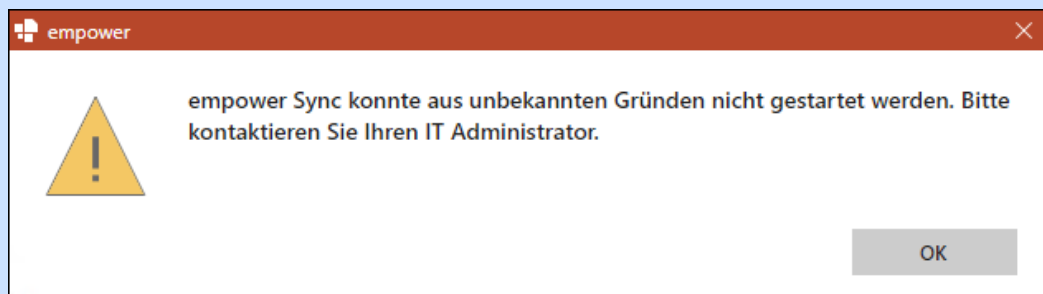 empower
empower Sync konnte aus unbekannten Gründen nicht gestartet werden. Bitte
kontaktieren Sie Ihren IT Administrator.
OK